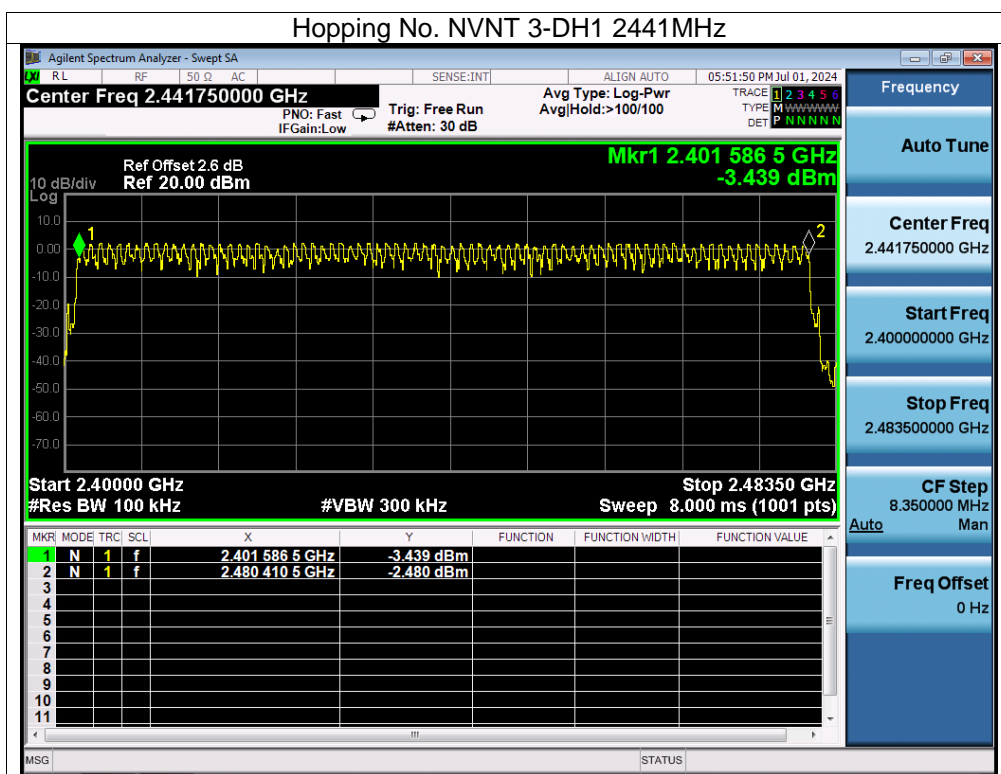 Hopping No. NVNT 3-DH1 2441MHz
Agilent Spectrum Analyzer - Swept SA
LXI RL RF 50 Ω AC SENSE:INT ALIGN AUTO 05:51:50 PM Jul 01, 2024
Center Freq 2.441750000 GHz
PNO: Fast
IFGain:Low
Trig: Free Run
#Atten: 30 dB
Avg Type: Log-Pwr
Avg|Hold:>100/100
TRACE 1 2 3 4 5 6
TYPE M WWWWW
DET P N N N N N
Mkr1 2.401 586 5 GHz
-3.439 dBm
Ref Offset 2.6 dB
10 dB/div Ref 20.00 dBm
Log
10.0
0.00
-10.0
-20.0
-30.0
-40.0
-50.0
-60.0
-70.0
1
2
Start 2.40000 GHz Stop 2.48350 GHz
#Res BW 100 kHz #VBW 300 kHz Sweep 8.000 ms (1001 pts)
MKR MODE TRC SCL X Y FUNCTION FUNCTION WIDTH FUNCTION VALUE
1 N 1 f 2.401 586 5 GHz -3.439 dBm
2 N 1 f 2.480 410 5 GHz -2.480 dBm
3
4
5
6
7
8
9
10
11
MSG STATUS
Frequency
Auto Tune
Center Freq
2.441750000 GHz
Start Freq
2.400000000 GHz
Stop Freq
2.483500000 GHz
CF Step
8.350000 MHz
Auto Man
Freq Offset
0 Hz